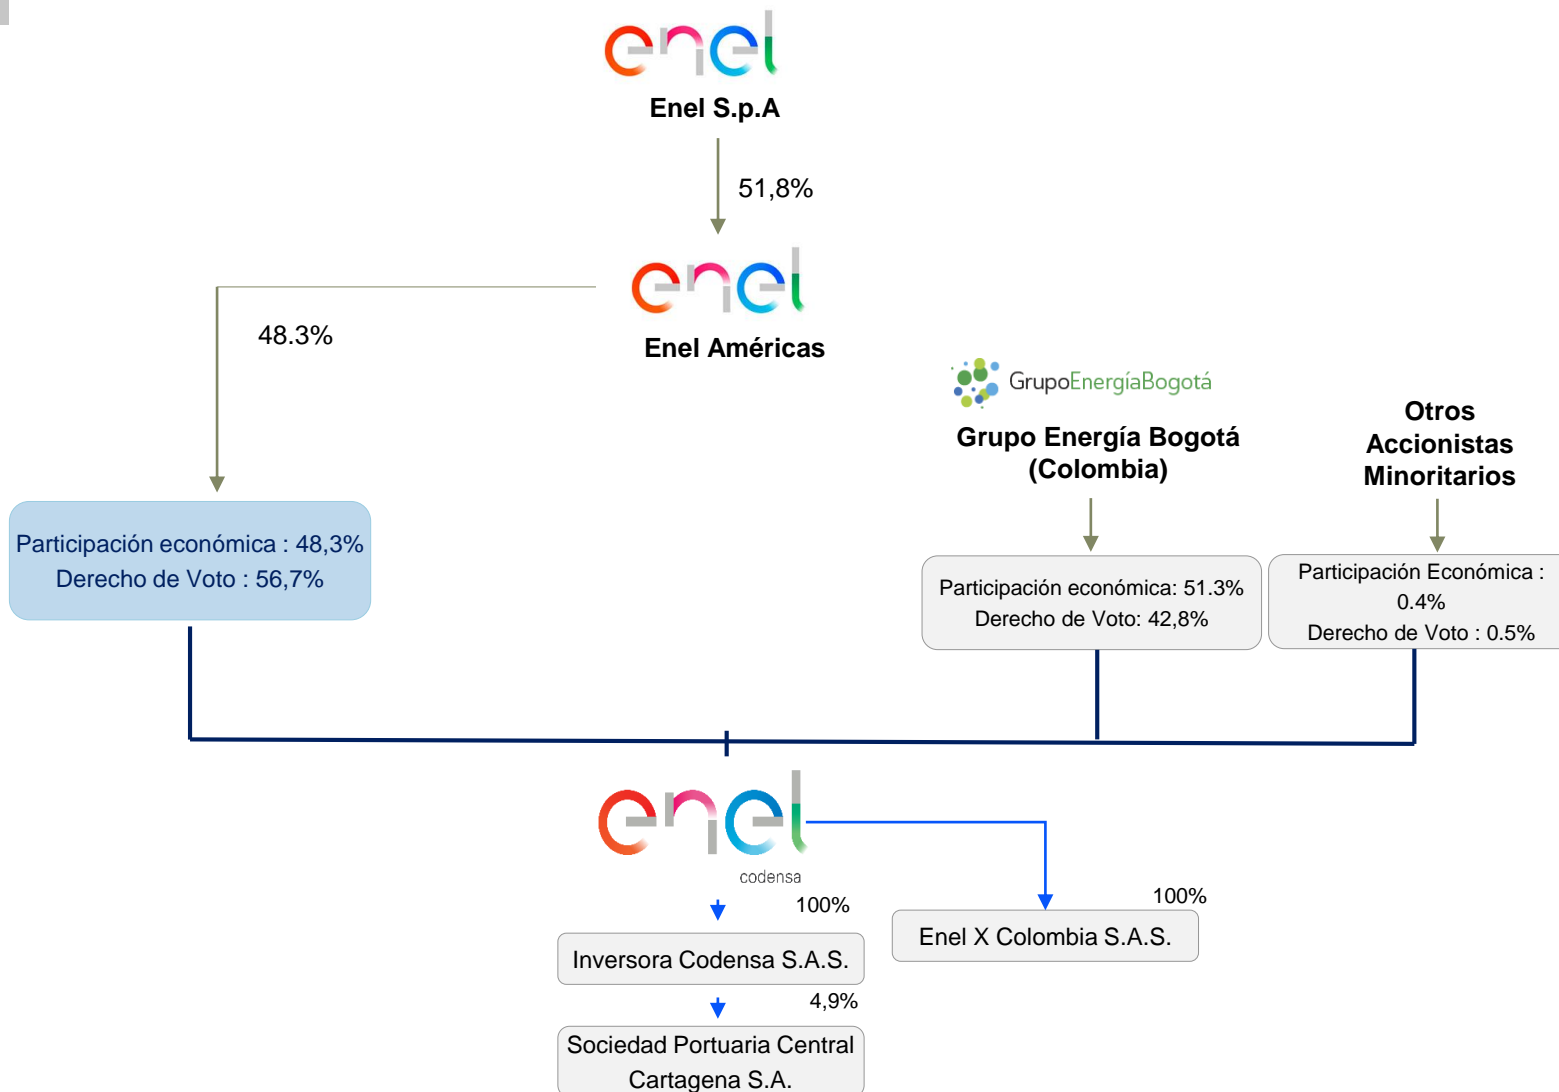 enel
Enel S.p.A
51,8%
enel
Enel Américas
48.3%
GrupoEnergíaBogotá
Grupo Energía Bogotá
(Colombia)
Otros
Accionistas
Minoritarios
Participación económica : 48,3%
Derecho de Voto : 56,7%
Participación económica: 51.3%
Derecho de Voto: 42,8%
Participación Económica :
0.4%
Derecho de Voto : 0.5%
enel
codensa
100%
Inversora Codensa S.A.S.
100%
Enel X Colombia S.A.S.
4,9%
Sociedad Portuaria Central
Cartagena S.A.